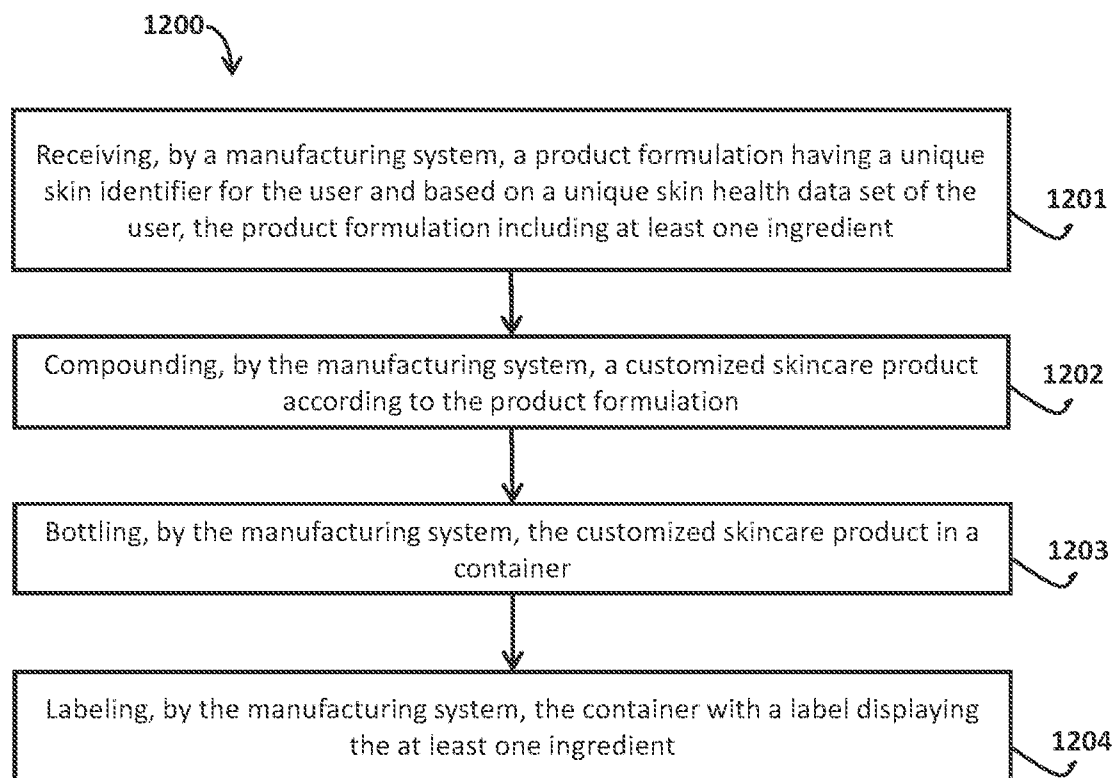 1200
Receiving, by a manufacturing system, a product formulation having a unique
skin identifier for the user and based on a unique skin health data set of
the user, the product formulation including at least one ingredient
1201
Compounding, by the manufacturing system, a customized skincare product
according to the product formulation
1202
Bottling, by the manufacturing system, the customized skincare product in a
container
1203
Labeling, by the manufacturing system, the container with a label displaying
the at least one ingredient
1204